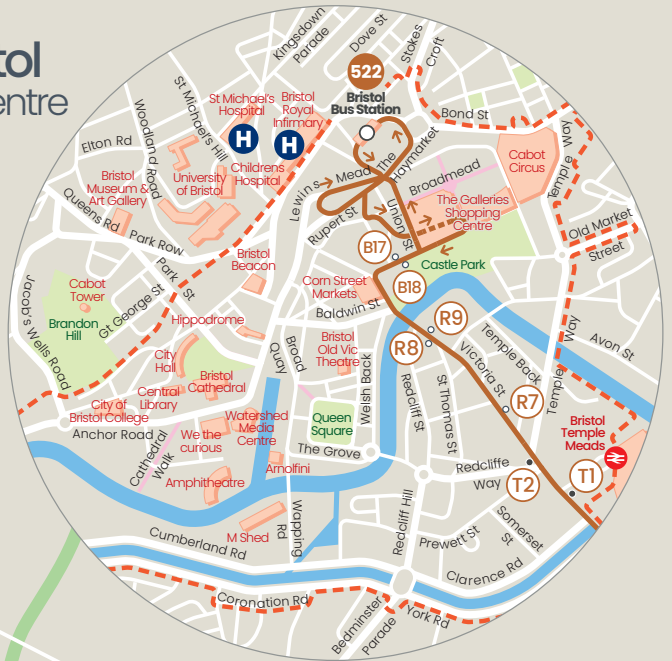 tol
entre
Kingsdown
Parade
Dove St
Stokes
Croft
522
Bristol
Bus Station
Bond St
St Michael's
Hospital
Bristol
Royal
Infirmary
H
H
Childrens
Hospital
St Michael's Hill
Woodland Road
Elton Rd
University
of Bristol
Bristol
Museum &
Art Gallery
Queens Rd
Park Row
Park St
Lewins Mead
The
Haymarket
Rupert St
Union St
Broadmead
The Galleries
Shopping
Centre
Cabot
Circus
Temple Way
Old Market
Street
B17
B18
Castle Park
Bristol
Beacon
Corn Street
Markets
Baldwin St
Cabot
Tower
Brandon
Hill
Jacob's Wells Road
Gt George St
Hippodrome
City
Hall
Bristol
Cathedral
Central
Library
City of
Bristol College
Anchor Road
Cathedral
Walk
We the
curious
Watershed
Media
Centre
Amphitheatre
Arnolfini
M Shed
Quay
Broad
Bristol
Old Vic
Theatre
Welsh Back
Queen
Square
The Grove
R9
R8
Redcliff St
St Thomas St
Victoria St
Temple Back
Temple
Way
Avon St
R7
Bristol
Temple
Meads
T1
T2
Redcliffe
Way
Somerset
St
Prewett St
Redcliff Hill
Clarence Rd
Wapping
Rd
Cumberland Rd
Coronation Rd
Bedminster
Parade
York Rd